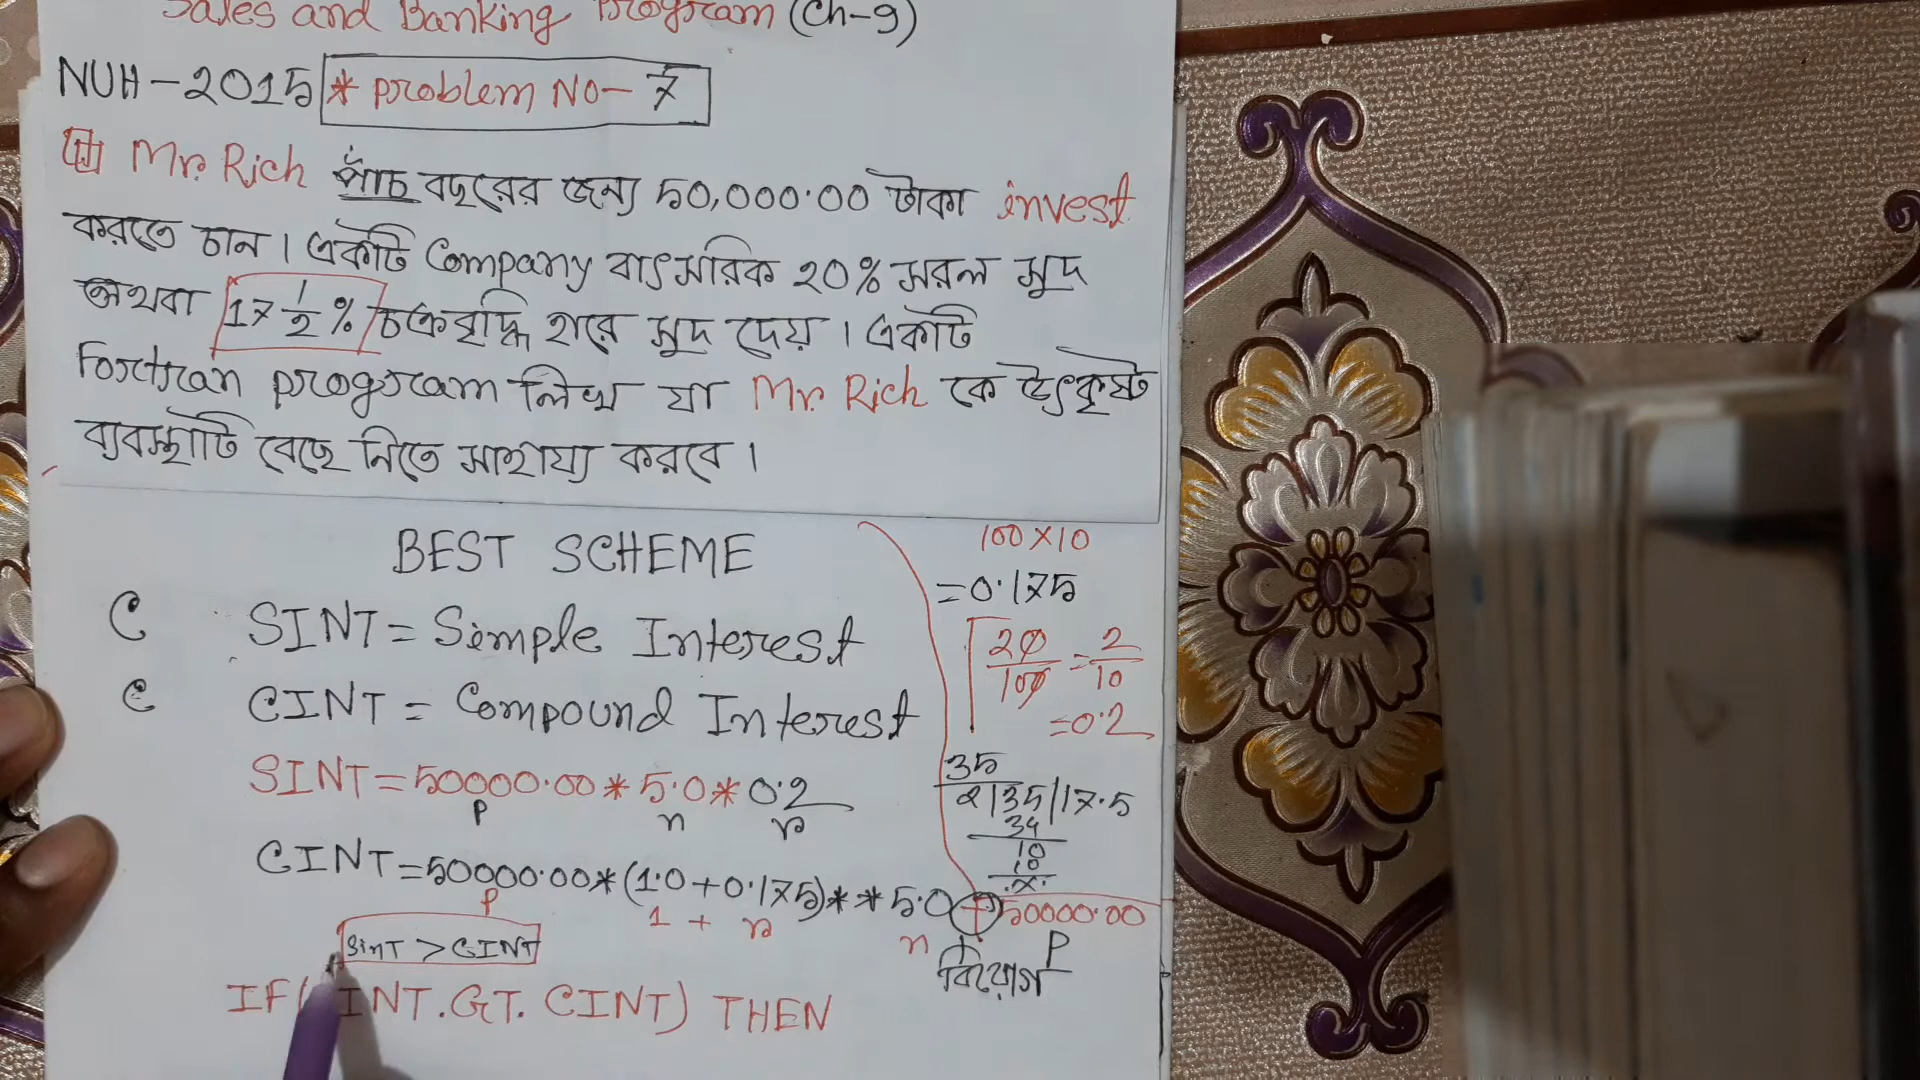 Sales and Banking Program (Ch-9)
NUH-2015 * Problem No- 7
Mr. Rich পাঁচ বছরের জন্য 50,000.00 টাকা invest
করতে চান। একটি Company বাৎসরিক 20% সরল সুদ
অথবা 17 1/2 % চক্রবৃদ্ধি হারে সুদ দেয়। একটি
Fortran program লিখ যা Mr. Rich কে উৎকৃষ্ট
ব্যবস্থাটি বেছে নিতে সাহায্য করবে।
BEST SCHEME
C SINT = Simple Interest
C CINT = Compound Interest
SINT = 50000.00 * 5.0 * 0.2
P n r
CINT = 50000.00 * (1.0 + 0.175) ** 5.0 - 50000.00
P 1 + r n P
বিয়োগ
SinT > CINT
IF( INT.GT. CINT) THEN
100 X 10
= 0.175
20/100 = 2/10
= 0.2
35
2|35|17.5
34
10
10
x